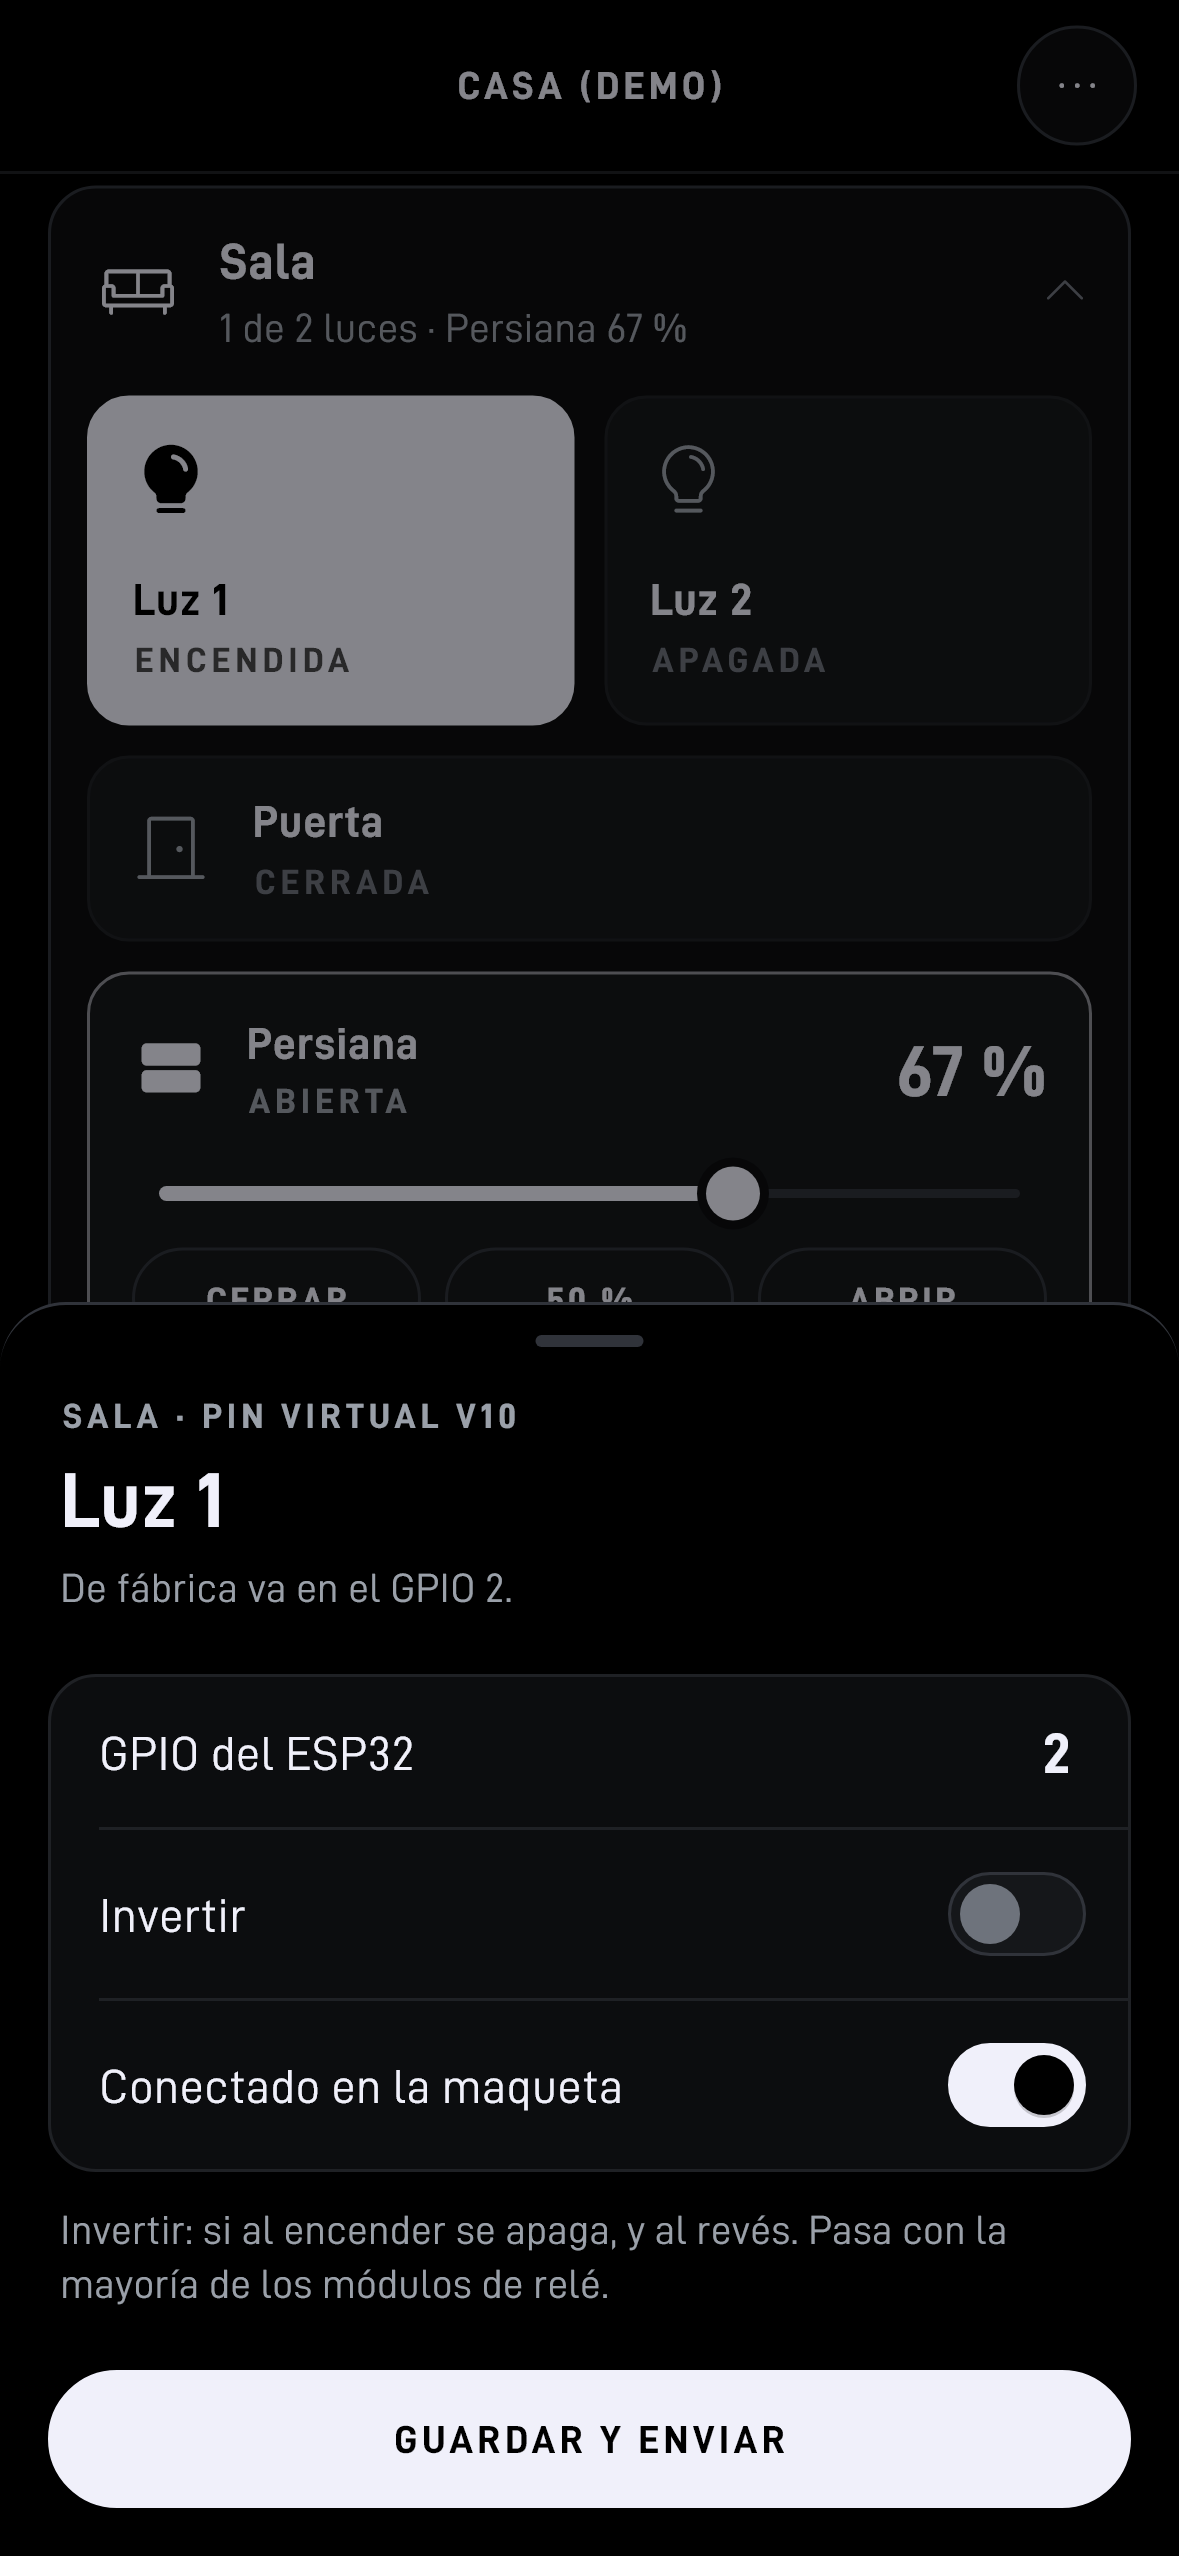 CASA (DEMO)
Sala
1 de 2 luces · Persiana 67 %
Luz 1
ENCENDIDA
Luz 2
APAGADA
Puerta
CERRADA
Persiana
ABIERTA
67 %
CERRAR
50 %
ABRIR
SALA · PIN VIRTUAL V10
Luz 1
De fábrica va en el GPIO 2.
GPIO del ESP32
2
Invertir
Conectado en la maqueta
Invertir: si al encender se apaga, y al revés. Pasa con la
mayoría de los módulos de relé.
GUARDAR Y ENVIAR